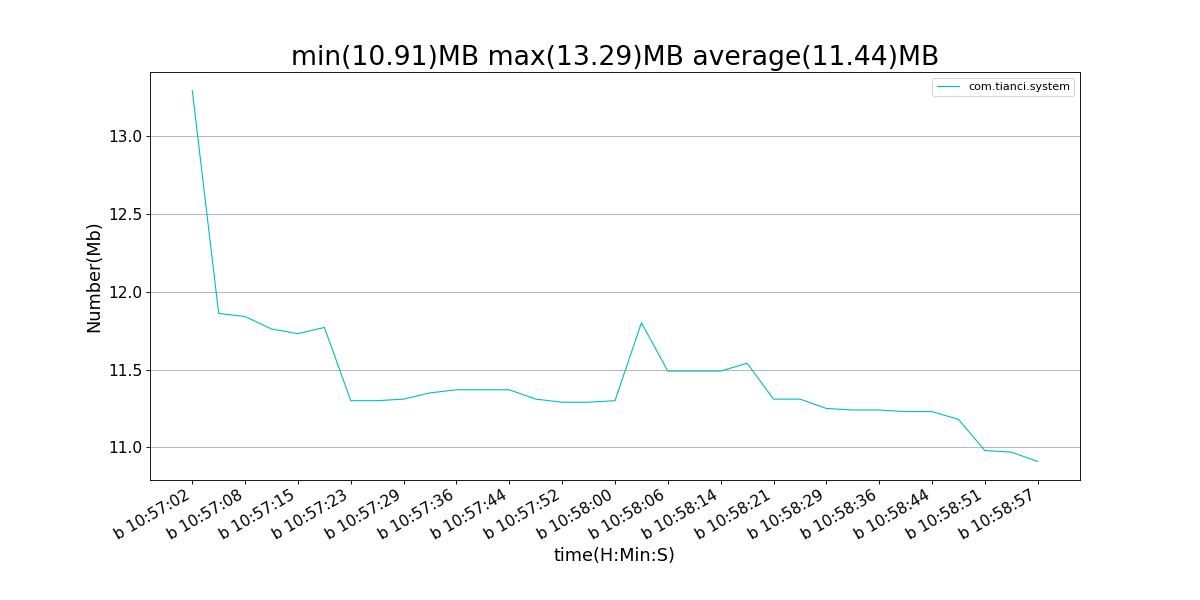 min(10.91)MB max(13.29)MB average(11.44)MB
com.tianci.system
13.0
12.5
12.0
11.5
11.0
Number(Mb)
b 10:57:02
b 10:57:08
b 10:57:15
b 10:57:23
b 10:57:29
b 10:57:36
b 10:57:44
b 10:57:52
b 10:58:00
b 10:58:06
b 10:58:14
b 10:58:21
b 10:58:29
b 10:58:36
b 10:58:44
b 10:58:51
b 10:58:57
time(H:Min:S)